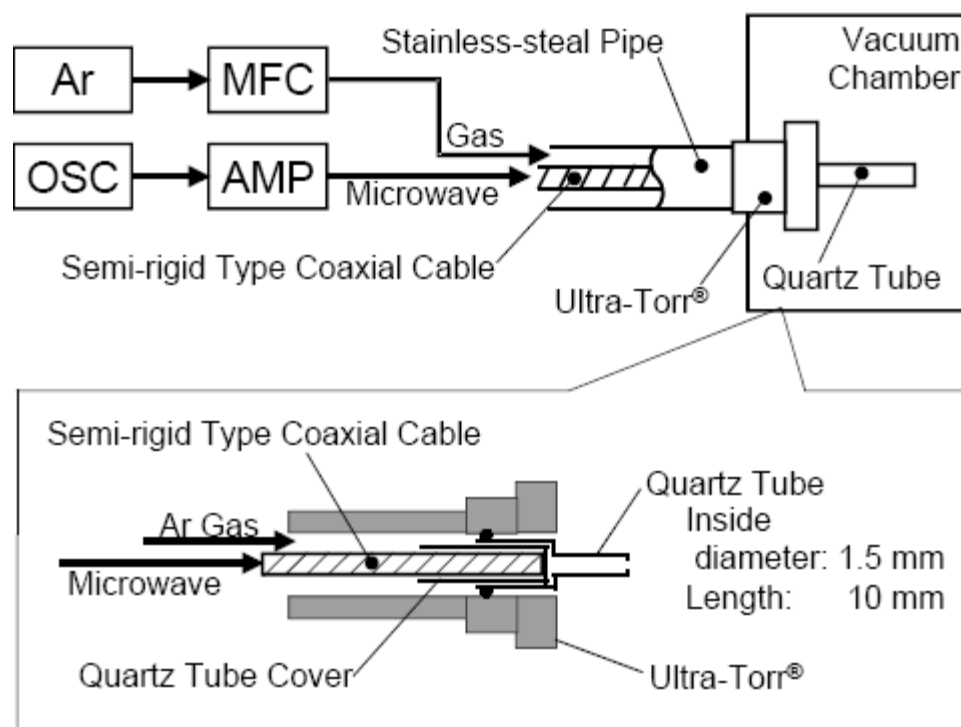 Stainless-steal Pipe
Vacuum
Chamber
Ar
MFC
Gas
OSC
AMP
Microwave
Semi-rigid Type Coaxial Cable
Ultra-Torr®
Quartz Tube
Semi-rigid Type Coaxial Cable
Ar Gas
Microwave
Quartz Tube Cover
Quartz Tube
Inside
diameter: 1.5 mm
Length: 10 mm
Ultra-Torr®